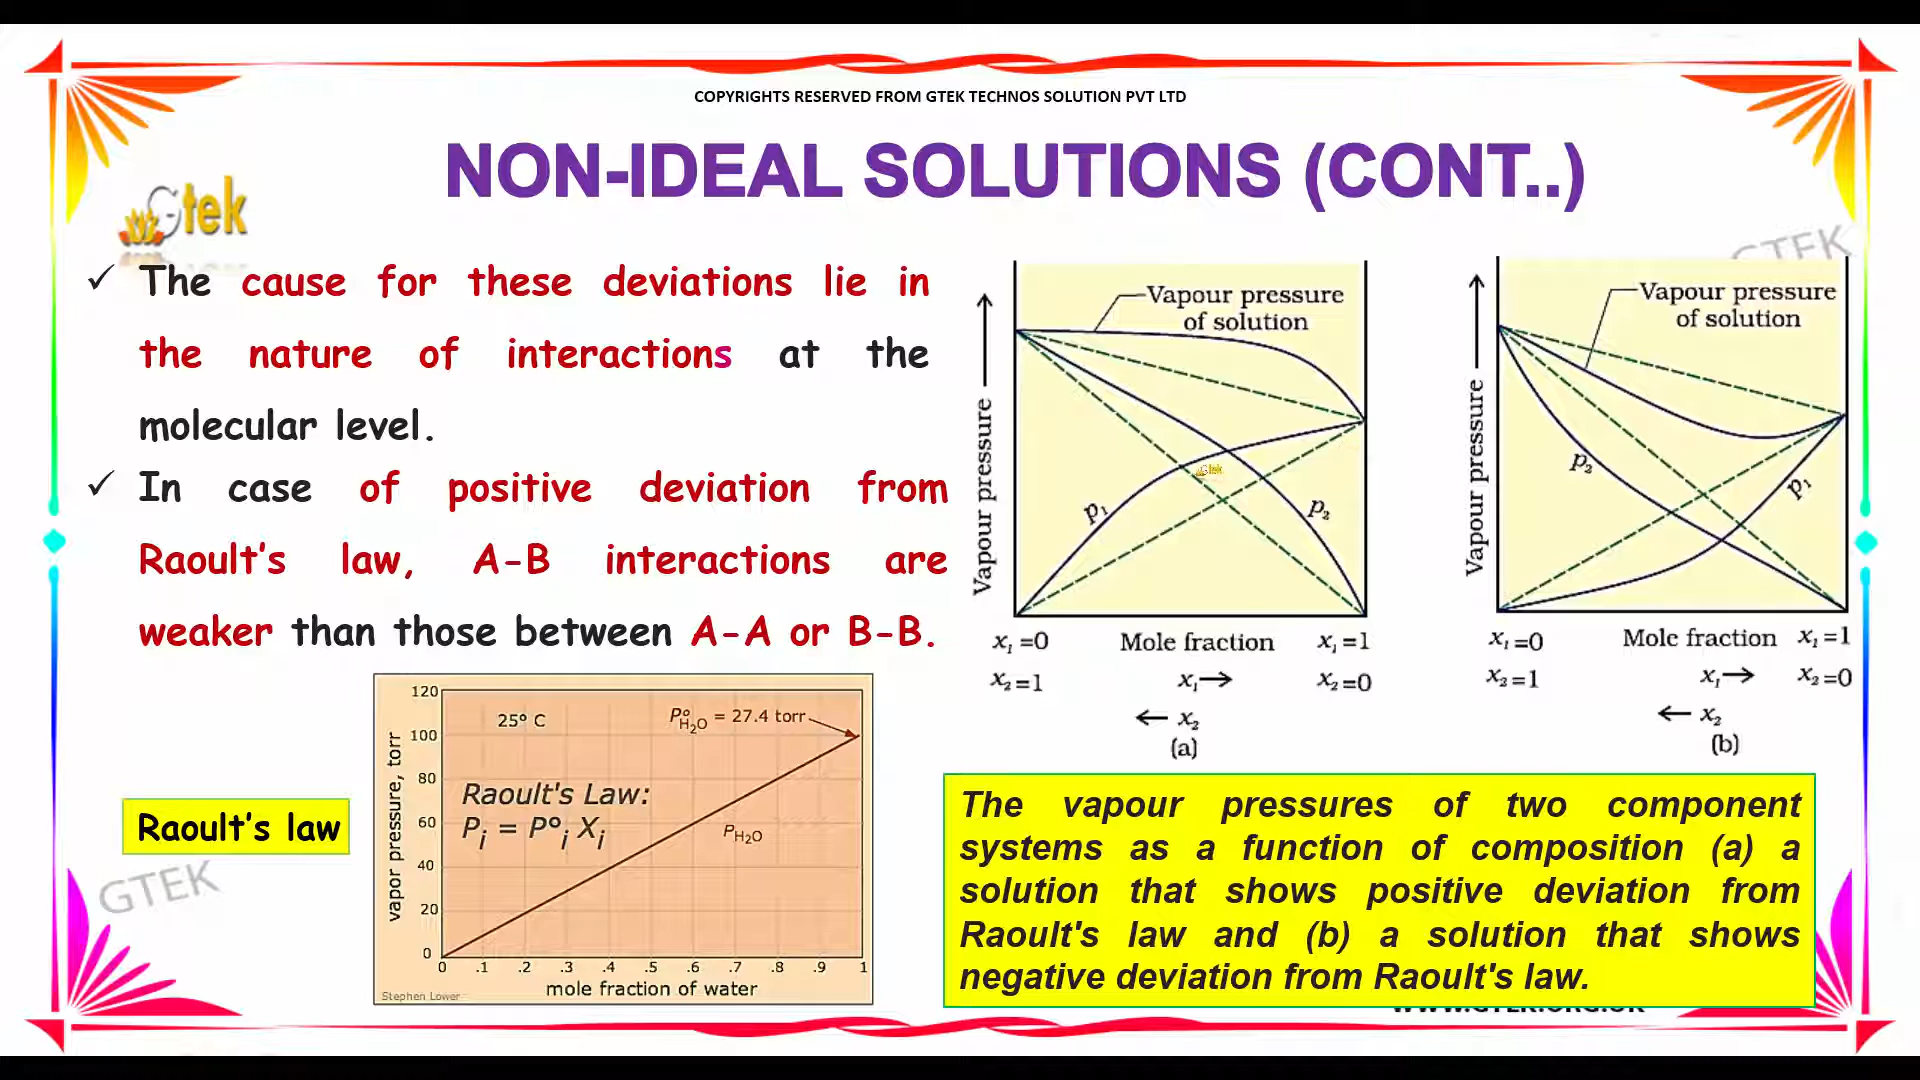 COPYRIGHTS RESERVED FROM GTEK TECHNOS SOLUTION PVT LTD
NON-IDEAL SOLUTIONS (CONT..)
Gtek
GTEK
✓ The cause for these deviations lie in
the nature of interactions at the
molecular level.
✓ In case of positive deviation from
Raoult's law, A-B interactions are
weaker than those between A-A or B-B.
Vapour pressure
of solution
Vapour pressure
p₁
p₂
Gtek
x₁=0 Mole fraction x₁=1
x₂=1 x₁→ x₂=0
← x₂
(a)
Vapour pressure
of solution
Vapour pressure
p₂
p₁
x₁=0 Mole fraction x₁=1
x₂=1 x₁→ x₂=0
← x₂
(b)
Raoult's law
120
100
80
60
40
20
0
vapor pressure, torr
25° C
P°H₂O = 27.4 torr
Raoult's Law:
Pi = P°i Xi
PH₂O
0 .1 .2 .3 .4 .5 .6 .7 .8 .9 1
mole fraction of water
Stephen Lower
The vapour pressures of two component
systems as a function of composition (a) a
solution that shows positive deviation from
Raoult's law and (b) a solution that shows
negative deviation from Raoult's law.
GTEK
WWW.GTEK.ORG.UK